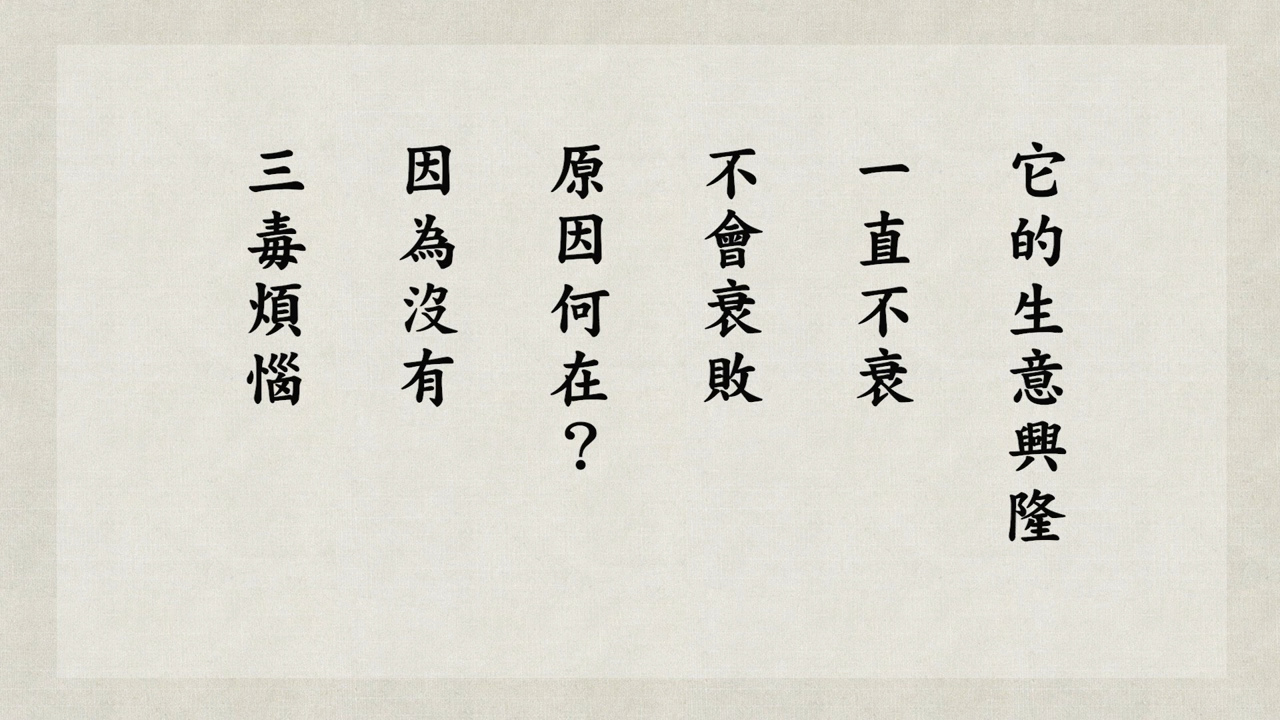 它的生意興隆
一直不衰
不會衰敗
原因何在？
因為沒有
三毒煩惱